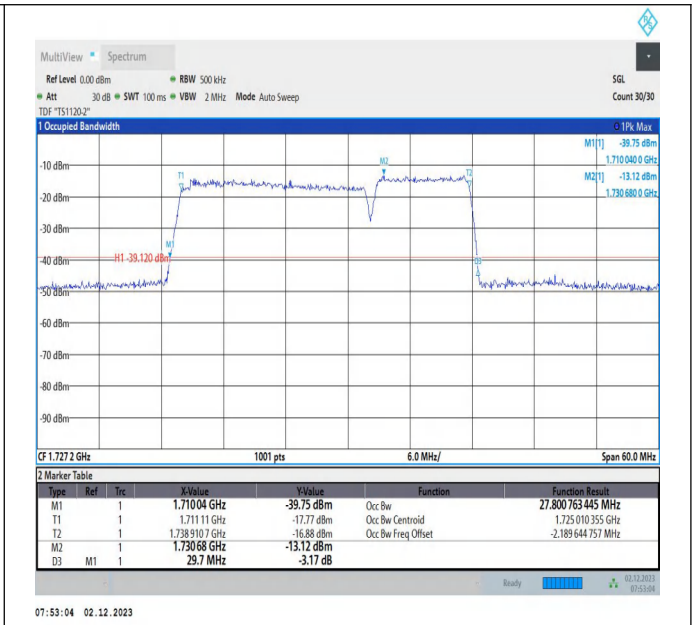 MultiView Spectrum
Ref Level 0.00 dBm RBW 500 kHz SGL
Att 30 dB SWT 100 ms VBW 2 MHz Mode Auto Sweep Count 30/30
TDF "TS1120-2"
1 Occupied Bandwidth 1Pk Max
M1[1] -39.75 dBm
1.710 040 0 GHz
M2[1] -13.12 dBm
1.730 680 0 GHz
-10 dBm
M2
T1
T2
-20 dBm
-30 dBm
M1
H1 -39.120 dBm
-40 dBm
D3
-50 dBm
-60 dBm
-70 dBm
-80 dBm
-90 dBm
CF 1.727 2 GHz 1001 pts 6.0 MHz/ Span 60.0 MHz
2 Marker Table
Type Ref Trc X-Value Y-Value Function Function Result
M1 1 1.710 04 GHz -39.75 dBm Occ Bw 27.800 763 445 MHz
T1 1 1.711 11 GHz -17.77 dBm Occ Bw Centroid 1.725 010 355 GHz
T2 1 1.738 910 7 GHz -16.88 dBm Occ Bw Freq Offset -2.189 644 757 MHz
M2 1 1.730 68 GHz -13.12 dBm
D3 M1 1 29.7 MHz -3.17 dB
Ready 02.12.2023
07:53:04
07:53:04 02.12.2023